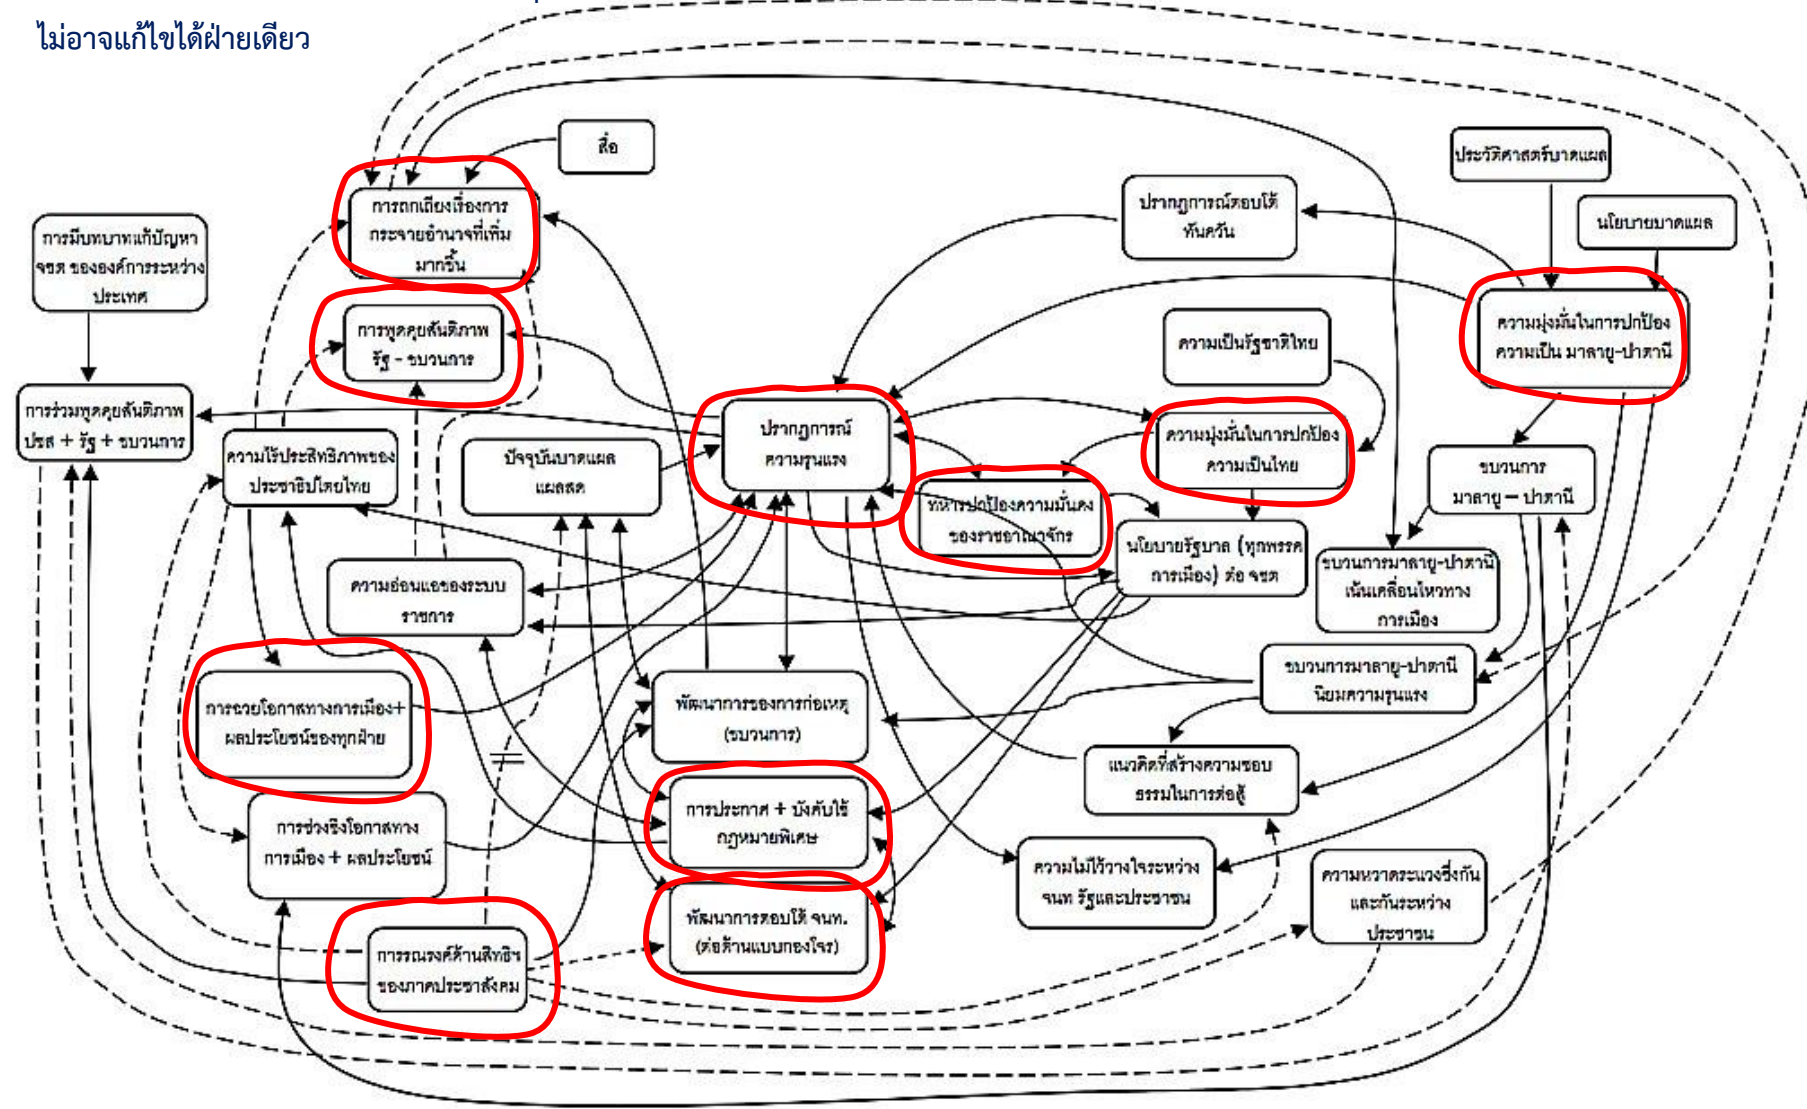 ไม่อาจแก้ไขได้ฝ่ายเดียว
สื่อ
ประวัติศาสตร์บาดแผล
การถกเถียงเรื่องการ
กระจายอำนาจที่เพิ่ม
มากขึ้น
ปรากฏการณ์ตอบโต้
ทันควัน
นโยบายบาดแผล
การมีบทบาทแก้ปัญหา
จชต ขององค์การระหว่าง
ประเทศ
การพูดคุยสันติภาพ
รัฐ - ขบวนการ
ความเป็นรัฐชาติไทย
ความมุ่งมั่นในการปกป้อง
ความเป็น มาลายู-ปาตานี
การร่วมพูดคุยสันติภาพ
ปชส + รัฐ + ขบวนการ
ปรากฏการณ์
ความรุนแรง
ความมุ่งมั่นในการปกป้อง
ความเป็นไทย
ความไร้ประสิทธิภาพของ
ประชาธิปไตยไทย
ปัจจุบันบาดแผล
แผลสด
ขบวนการ
มาลายู – ปาตานี
ทหารปกป้องความมั่นคง
ของราชอาณาจักร
นโยบายรัฐบาล (ทุกพรรค
การเมือง) ต่อ จชต
ขบวนการมาลายู-ปาตานี
เน้นเคลื่อนไหวทาง
การเมือง
ความอ่อนแอของระบบ
ราชการ
ขบวนการมาลายู-ปาตานี
นิยมความรุนแรง
การฉวยโอกาสทางการเมือง+
ผลประโยชน์ของทุกฝ่าย
พัฒนาการของการก่อเหตุ
(ขบวนการ)
แนวคิดที่สร้างความชอบ
ธรรมในการต่อสู้
การประกาศ + บังคับใช้
กฎหมายพิเศษ
การช่วงชิงโอกาสทาง
การเมือง + ผลประโยชน์
ความไม่ไว้วางใจระหว่าง
จนท รัฐและประชาชน
ความหวาดระแวงซึ่งกัน
และกันระหว่าง
ประชาชน
พัฒนาการตอบโต้ จนท.
(ต่อต้านแบบกองโจร)
การรณรงค์ด้านสิทธิฯ
ของภาคประชาสังคม